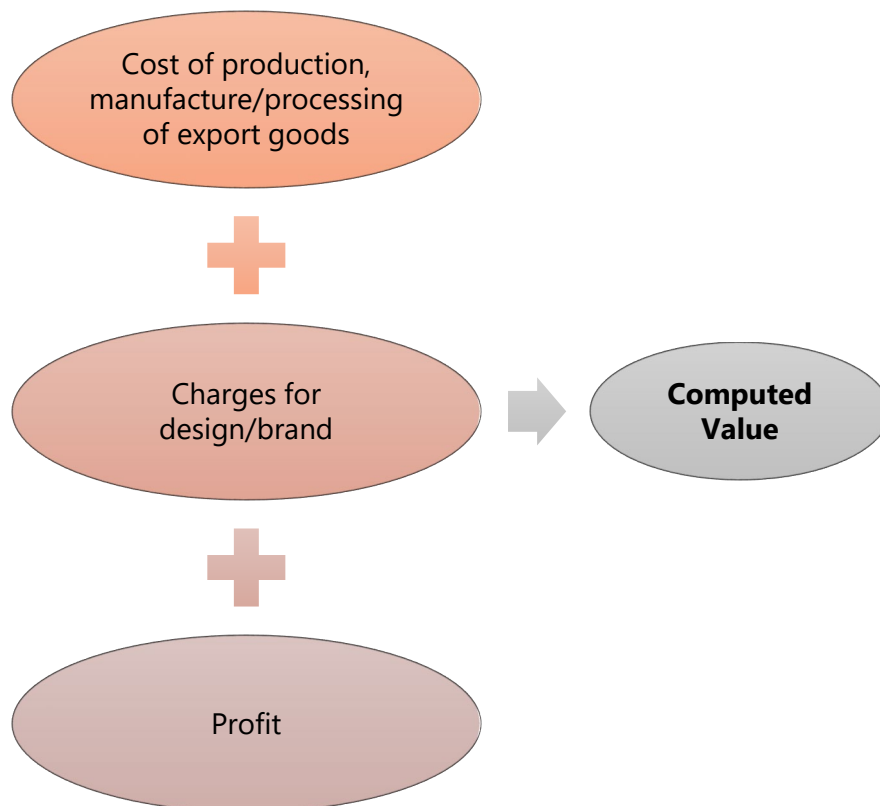 Cost of production,
manufacture/processing
of export goods
Charges for
design/brand
Computed
Value
Profit